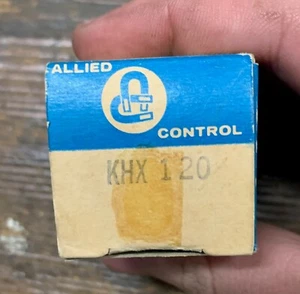 ALLIED
CONTROL
KHX 120